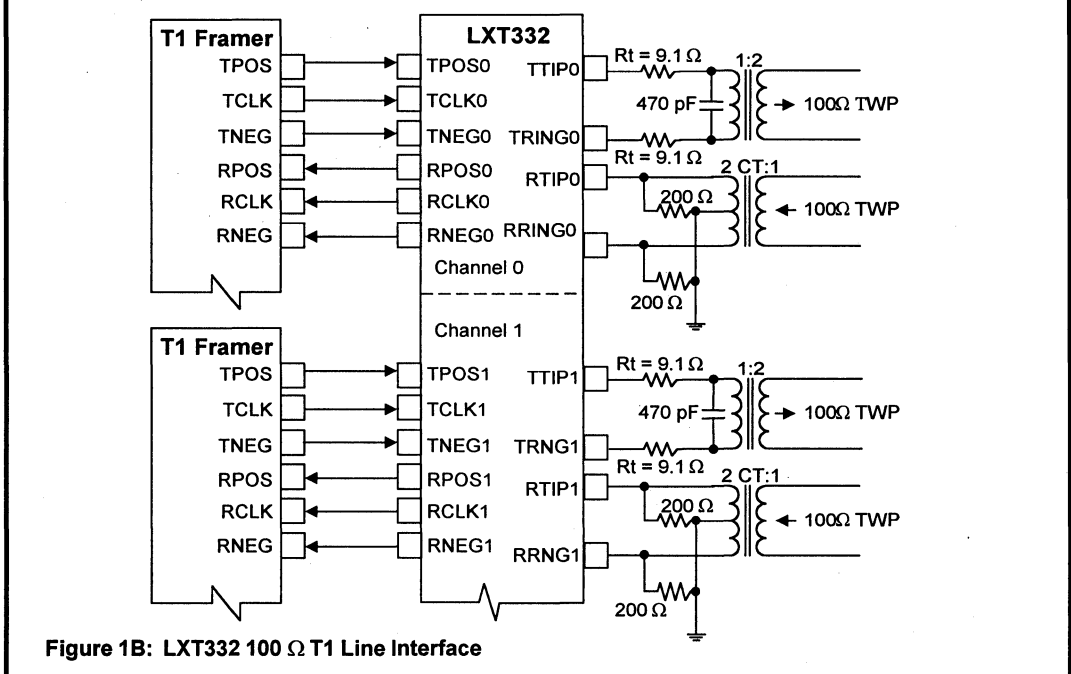 T1 Framer
TPOS
TCLK
TNEG
RPOS
RCLK
RNEG
LXT332
TPOS0
TCLK0
TNEG0
RPOS0
RCLK0
RNEG0
TTIP0
TRING0
RTIP0
RRING0
Channel 0
Rt = 9.1 Ω
1:2
470 pF
100Ω TWP
Rt = 9.1 Ω
2 CT:1
200 Ω
100Ω TWP
200 Ω
T1 Framer
TPOS
TCLK
TNEG
RPOS
RCLK
RNEG
Channel 1
TPOS1
TCLK1
TNEG1
RPOS1
RCLK1
RNEG1
TTIP1
TRNG1
RTIP1
RRNG1
Rt = 9.1 Ω
1:2
470 pF
100Ω TWP
Rt = 9.1 Ω
2 CT:1
200 Ω
100Ω TWP
200 Ω
Figure 1B: LXT332 100 Ω T1 Line Interface